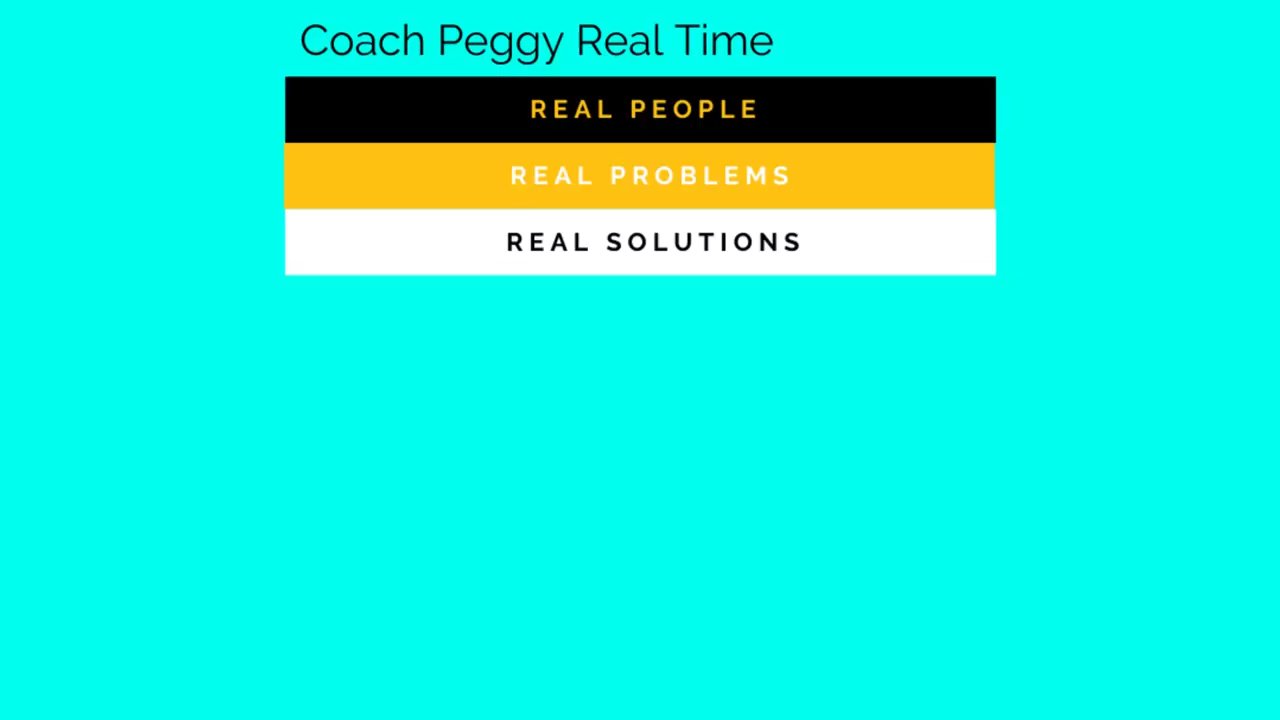 Coach Peggy Real Time
REAL PEOPLE
REAL PROBLEMS
REAL SOLUTIONS